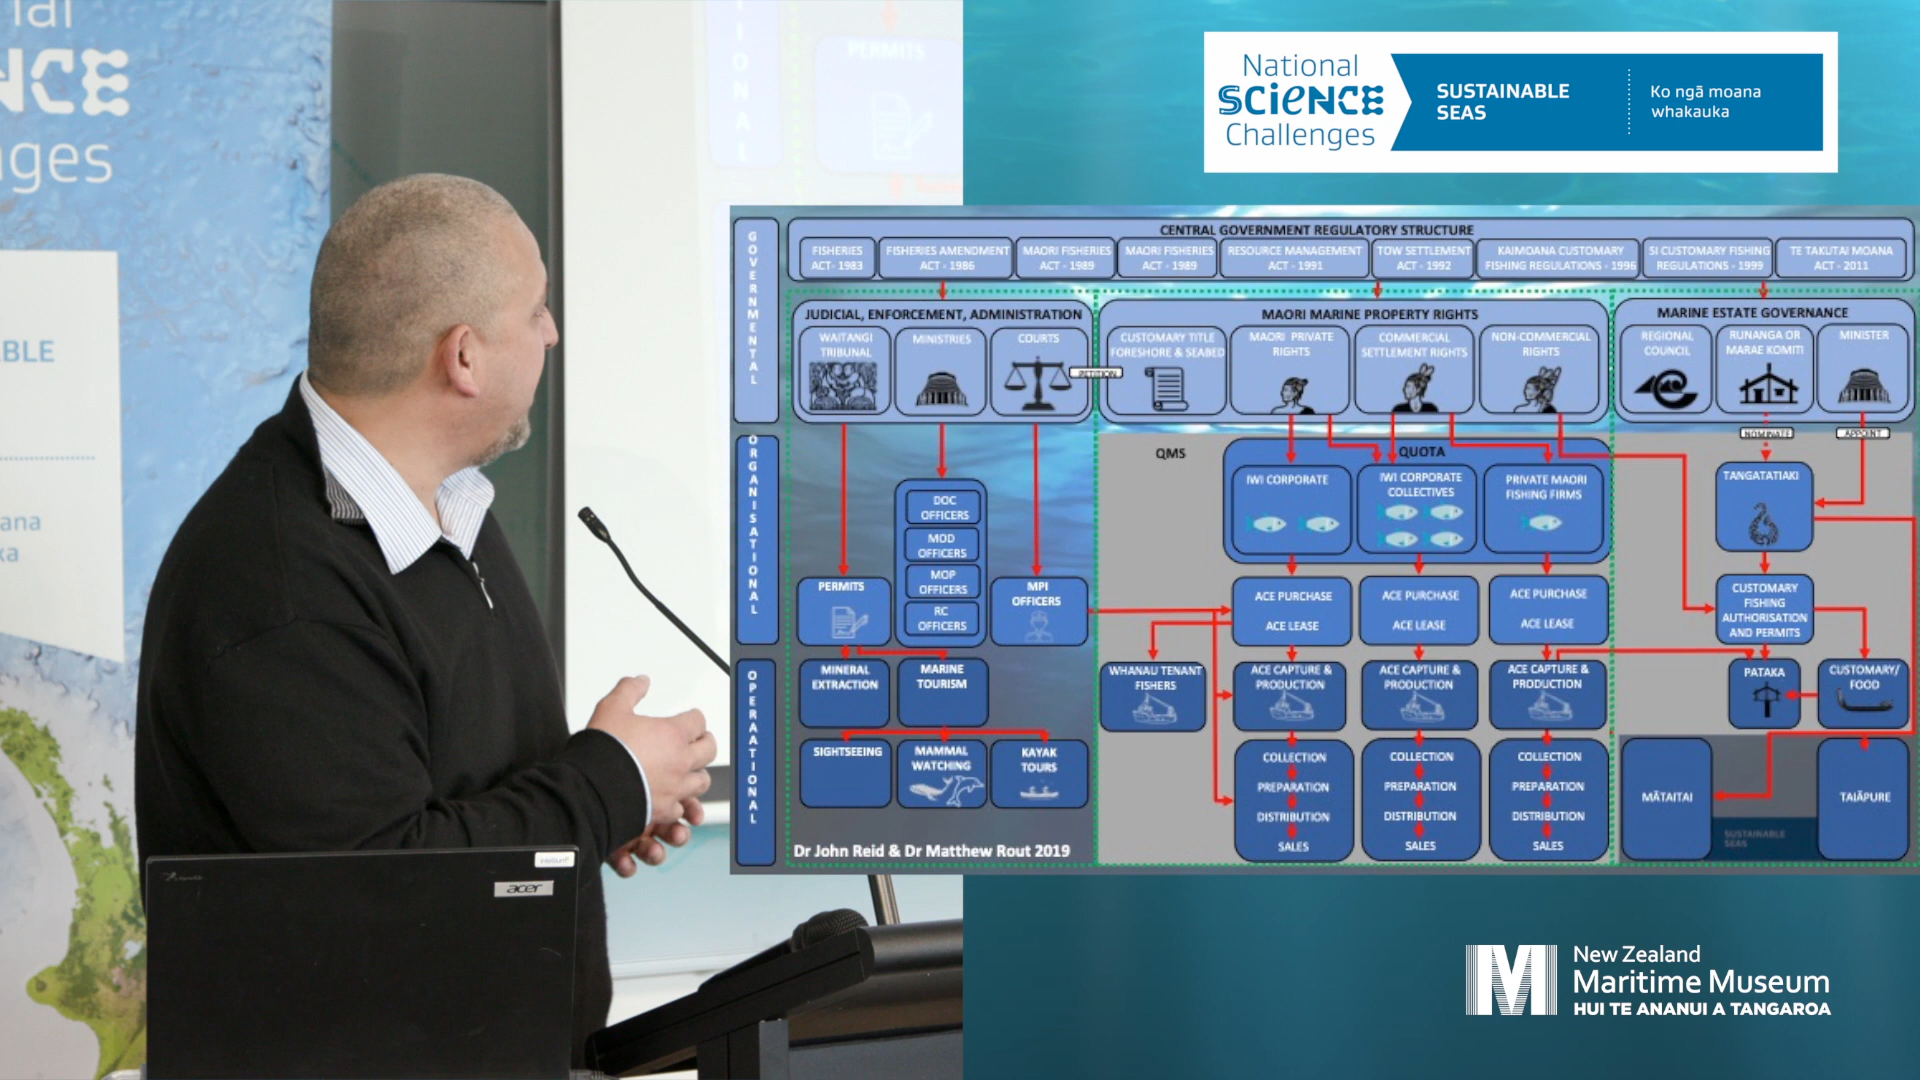 NCE
ges
BLE
ana
ka
PERMITS
National
SCieNCE
Challenges
SUSTAINABLE
SEAS
Ko ngā moana
whakauka
GOVERNMENTAL
CENTRAL GOVERNMENT REGULATORY STRUCTURE
FISHERIES
ACT - 1983
FISHERIES AMENDMENT
ACT - 1986
MAORI FISHERIES
ACT - 1989
MAORI FISHERIES
ACT - 1989
RESOURCE MANAGEMENT
ACT - 1991
TOW SETTLEMENT
ACT - 1992
KAIMOANA CUSTOMARY
FISHING REGULATIONS - 1996
SI CUSTOMARY FISHING
REGULATIONS - 1999
TE TAKUTAI MOANA
ACT - 2011
JUDICIAL, ENFORCEMENT, ADMINISTRATION
WAITANGI
TRIBUNAL
MINISTRIES
COURTS
PETITION
MAORI MARINE PROPERTY RIGHTS
CUSTOMARY TITLE
FORESHORE & SEABED
MAORI PRIVATE
RIGHTS
COMMERCIAL
SETTLEMENT RIGHTS
NON-COMMERCIAL
RIGHTS
MARINE ESTATE GOVERNANCE
REGIONAL
COUNCIL
RUNANGA OR
MARAE KOMITI
MINISTER
NOMINATE
APPOINT
ORGANISATIONAL
PERMITS
DOC
OFFICERS
MOD
OFFICERS
MOP
OFFICERS
RC
OFFICERS
MPI
OFFICERS
QMS
QUOTA
IWI CORPORATE
IWI CORPORATE
COLLECTIVES
PRIVATE MAORI
FISHING FIRMS
ACE PURCHASE
ACE LEASE
ACE PURCHASE
ACE LEASE
ACE PURCHASE
ACE LEASE
TANGATATIAKI
CUSTOMARY
FISHING
AUTHORISATION
AND PERMITS
OPERAATIONAL
MINERAL
EXTRACTION
MARINE
TOURISM
SIGHTSEEING
MAMMAL
WATCHING
KAYAK
TOURS
WHANAU TENANT
FISHERS
ACE CAPTURE &
PRODUCTION
ACE CAPTURE &
PRODUCTION
ACE CAPTURE &
PRODUCTION
COLLECTION
PREPARATION
DISTRIBUTION
SALES
COLLECTION
PREPARATION
DISTRIBUTION
SALES
COLLECTION
PREPARATION
DISTRIBUTION
SALES
PATAKA
CUSTOMARY/
FOOD
MĀTAITAI
TAIĀPURE
SUSTAINABLE
SEAS
Dr John Reid & Dr Matthew Rout 2019
acer
M
New Zealand
Maritime Museum
HUI TE ANANUI A TANGAROA